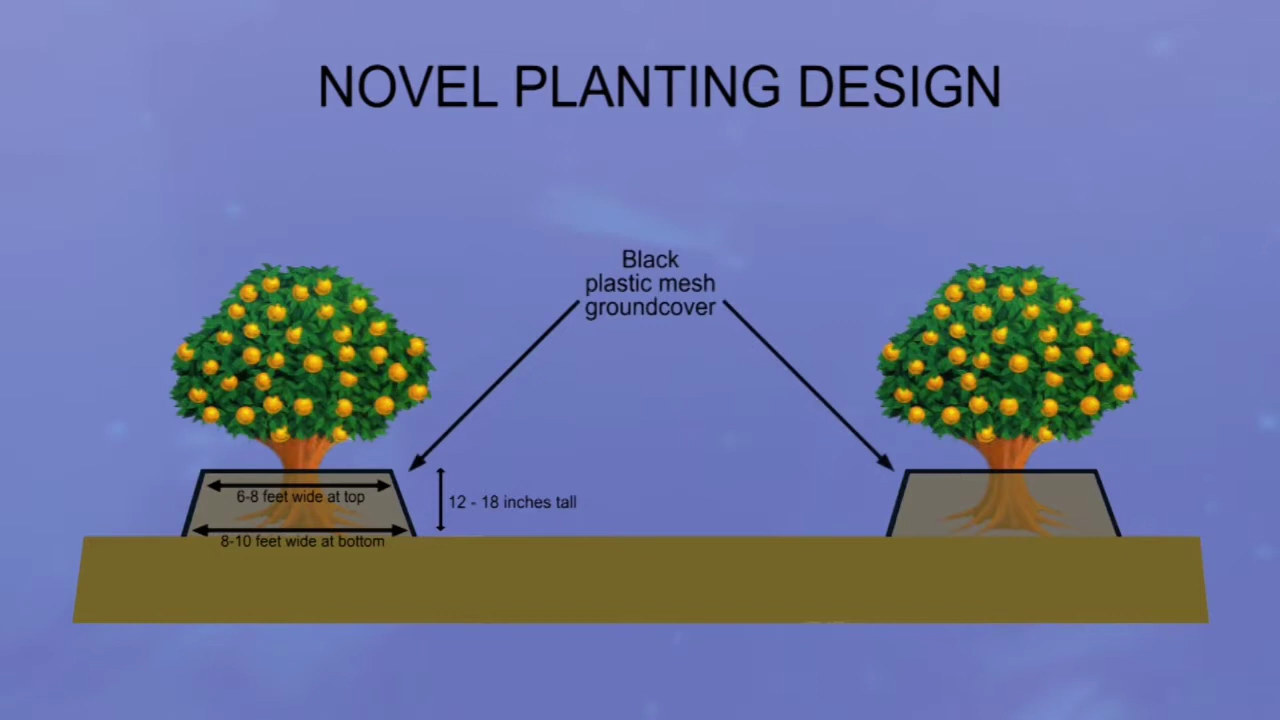 NOVEL PLANTING DESIGN
Black
plastic mesh
groundcover
6-8 feet wide at top
12 - 18 inches tall
8-10 feet wide at bottom